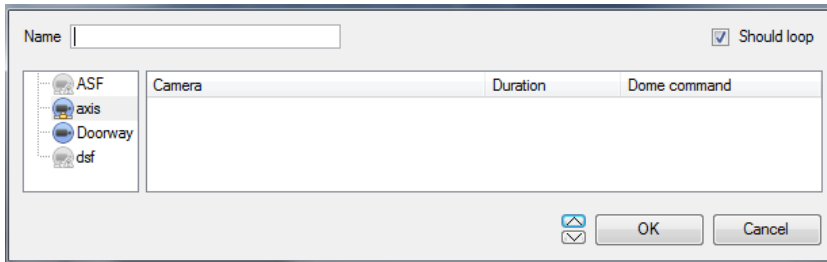 Name
Should loop
ASF
axis
Doorway
dsf
Camera Duration Dome command
OK Cancel